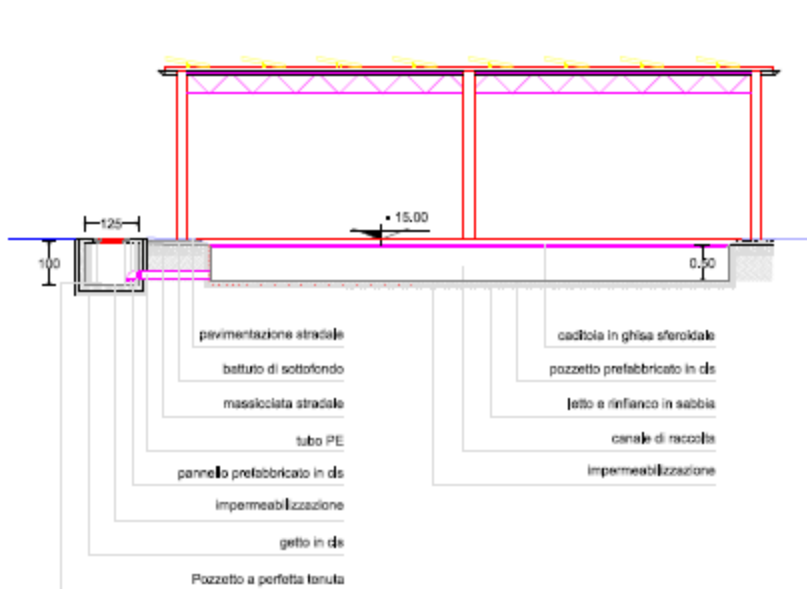 • 15.00
125
100
0.50
pavimentazione stradale
battuto di sottofondo
massicciata stradale
tubo PE
pannello prefabbricato in cls
impermeabilizzazione
getto in cls
Pozzetto a perfetta tenuta
caditoia in ghisa sferoidale
pozzetto prefabbricato in cls
letto e rinfianco in sabbia
canale di raccolta
impermeabilizzazione